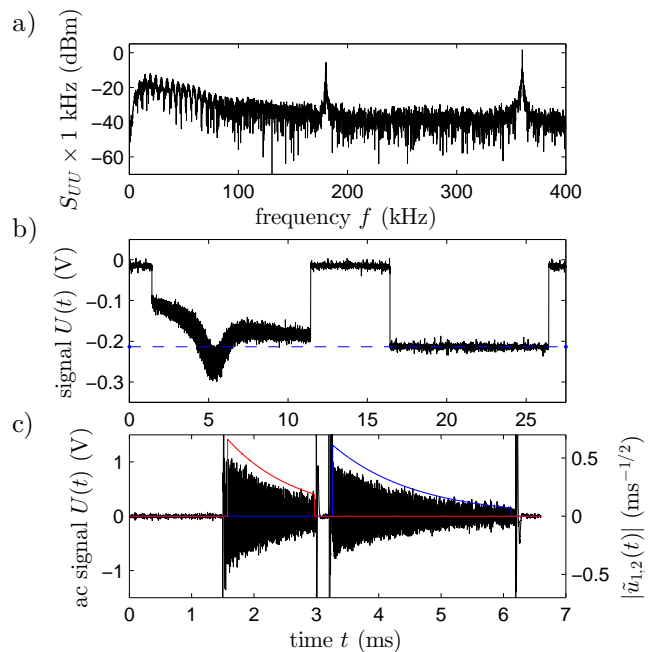 a)
S_UU × 1 kHz (dBm)
0
−20
−40
−60
0 100 200 300 400
frequency f (kHz)
b)
signal U(t) (V)
0
−0.1
−0.2
−0.3
0 5 10 15 20 25
c)
ac signal U(t) (V)
1
0
−1
0.5
0
−0.5
|ũ_{1,2}(t)| (ms^{−1/2})
0 1 2 3 4 5 6 7
time t (ms)